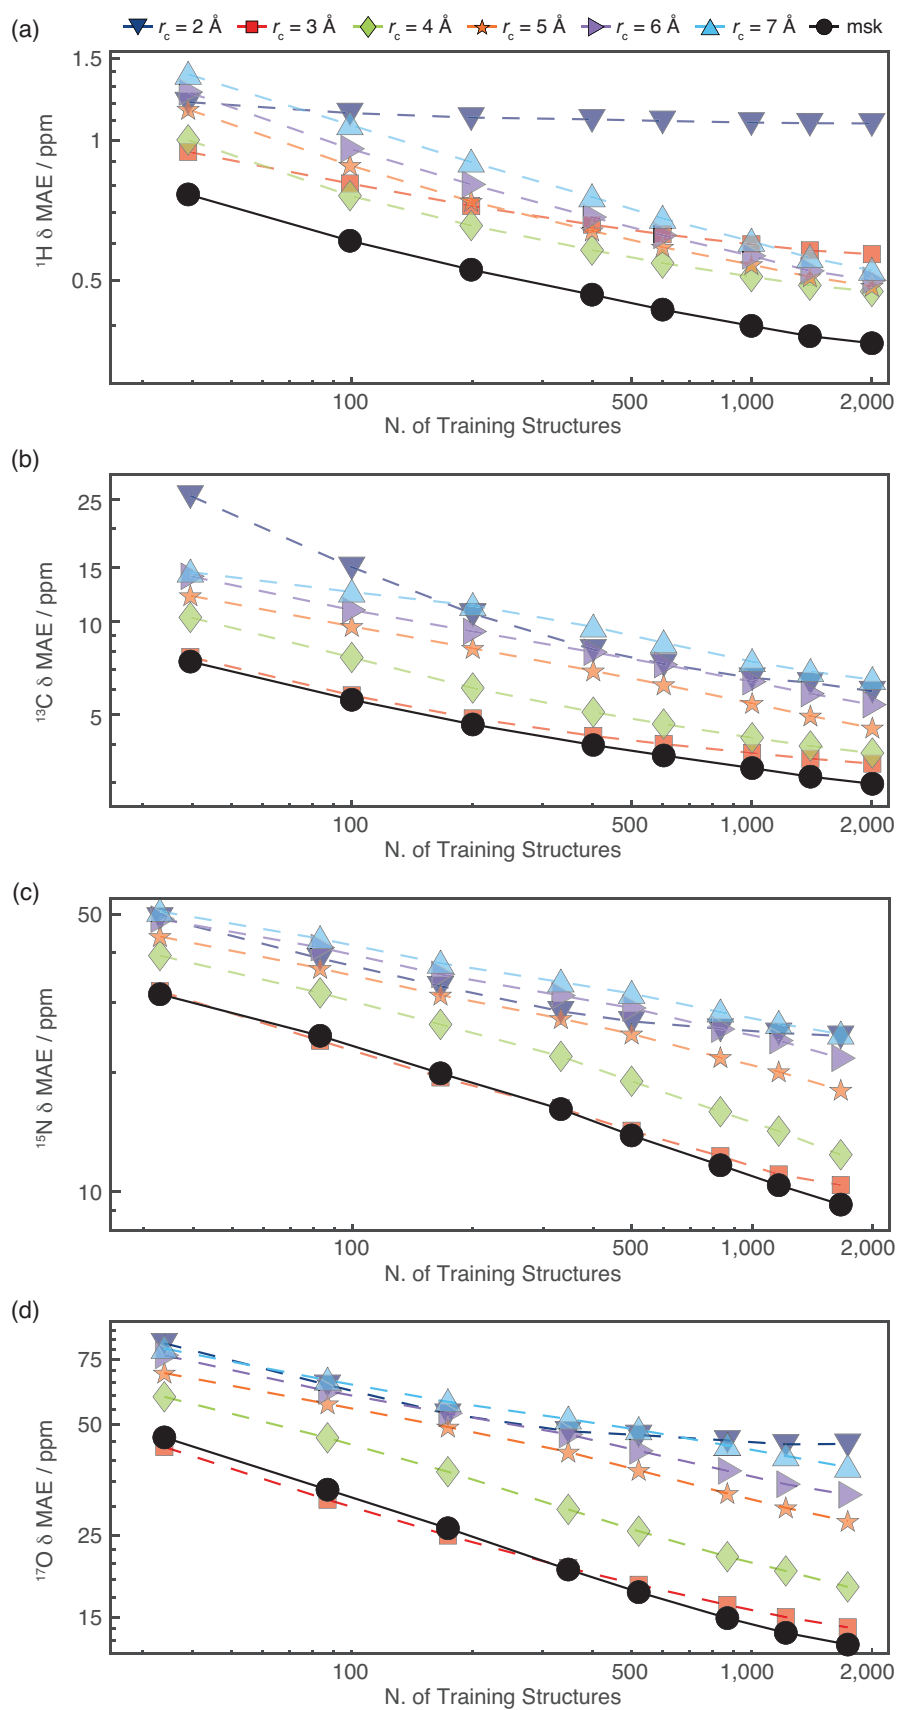 (a) r_c = 2 Å r_c = 3 Å r_c = 4 Å r_c = 5 Å r_c = 6 Å r_c = 7 Å msk
1.5
1
0.5
¹H δ MAE / ppm
100 500 1,000 2,000
N. of Training Structures
(b)
25
15
10
5
¹³C δ MAE / ppm
100 500 1,000 2,000
N. of Training Structures
(c)
50
10
¹⁵N δ MAE / ppm
100 500 1,000 2,000
N. of Training Structures
(d)
75
50
25
15
¹⁷O δ MAE / ppm
100 500 1,000 2,000
N. of Training Structures